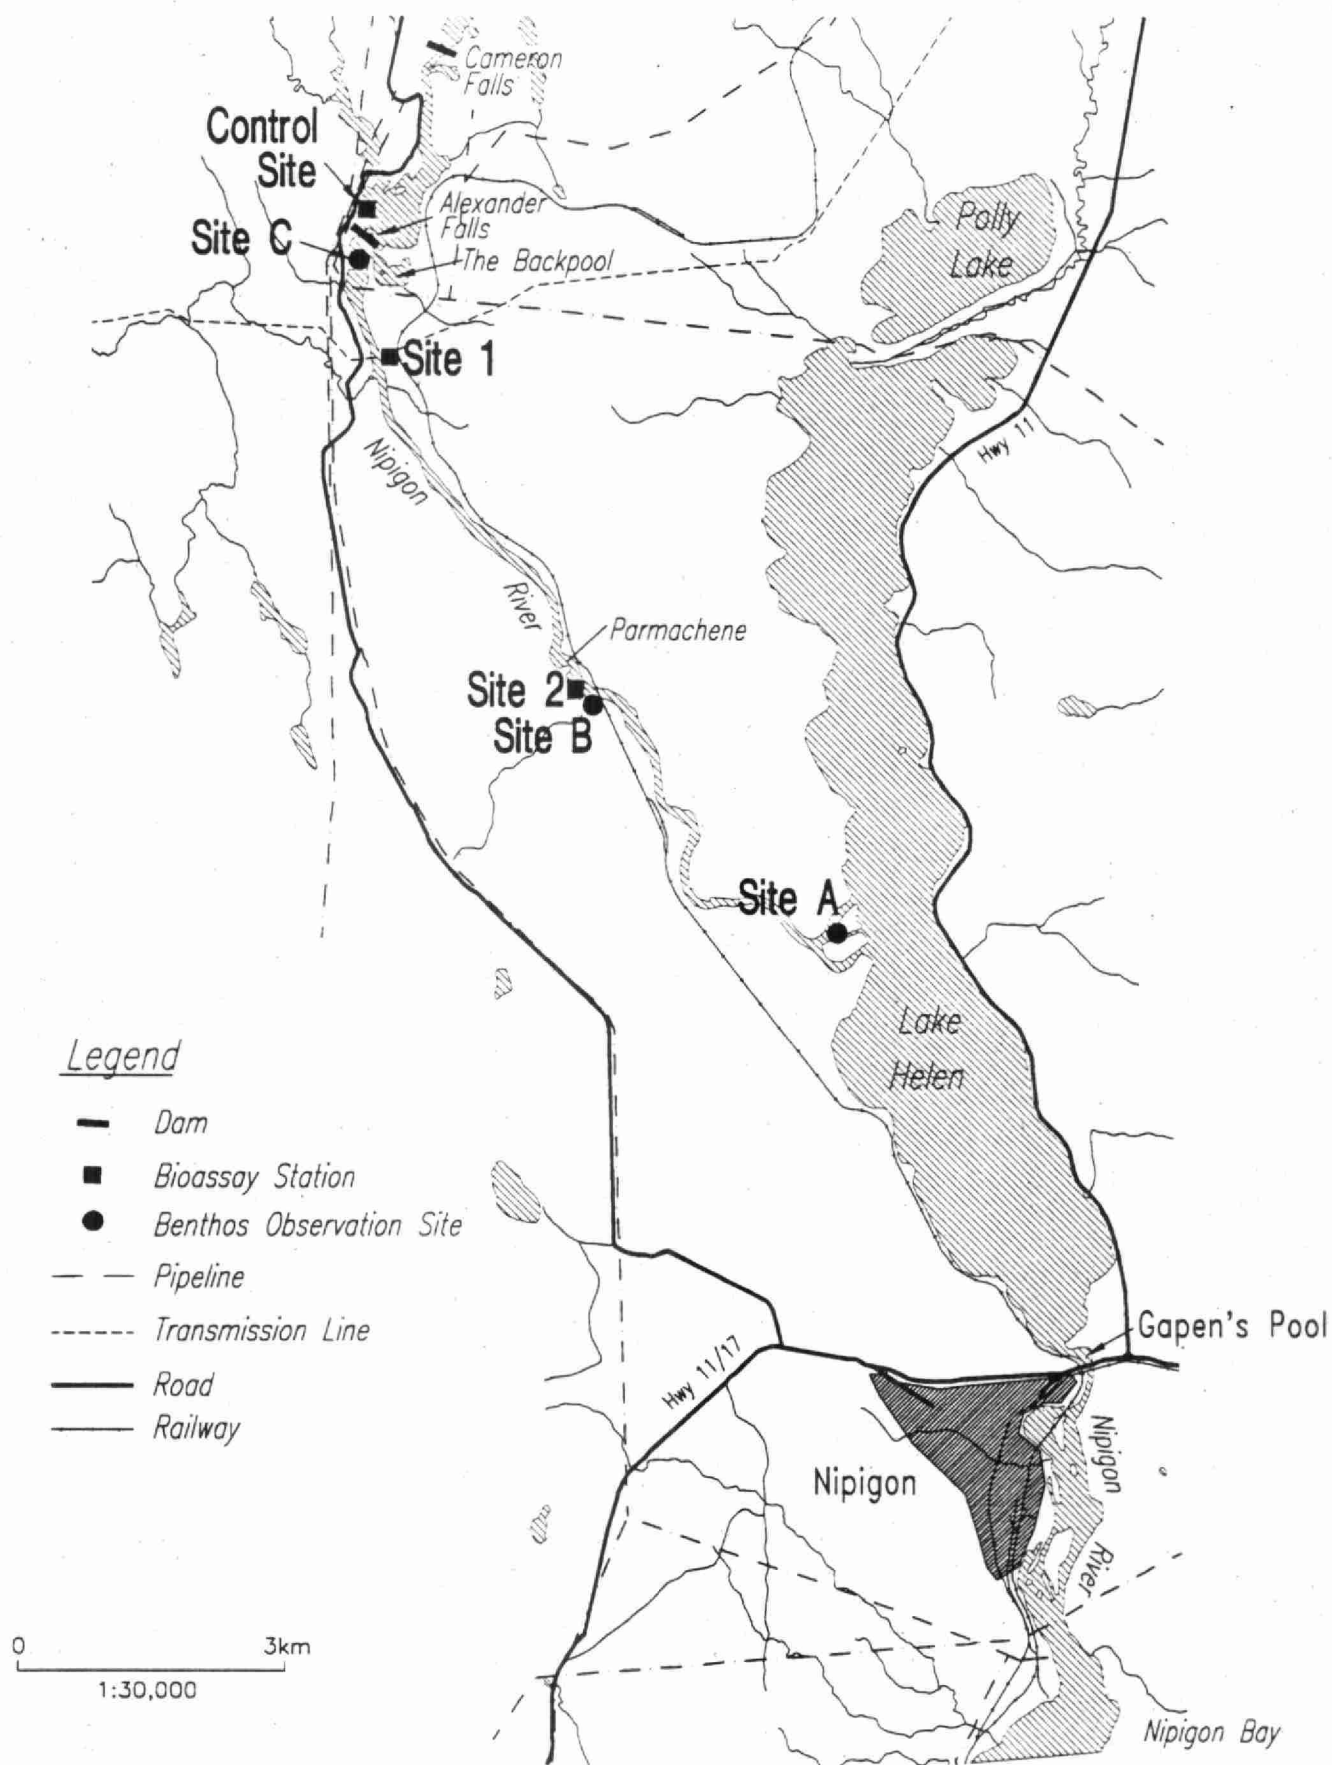 Cameron
Falls
Control
Site
Alexander
Falls
Site C
The Backpool
Polly
Lake
Site 1
Hwy 11
Nipigon
River
Parmachene
Site 2
Site B
Site A
Lake
Helen
Legend
Dam
Bioassay Station
Benthos Observation Site
Pipeline
Transmission Line
Road
Railway
Gapen's Pool
Hwy 11/17
Nipigon
Nipigon
River
0 3km
1:30,000
Nipigon Bay